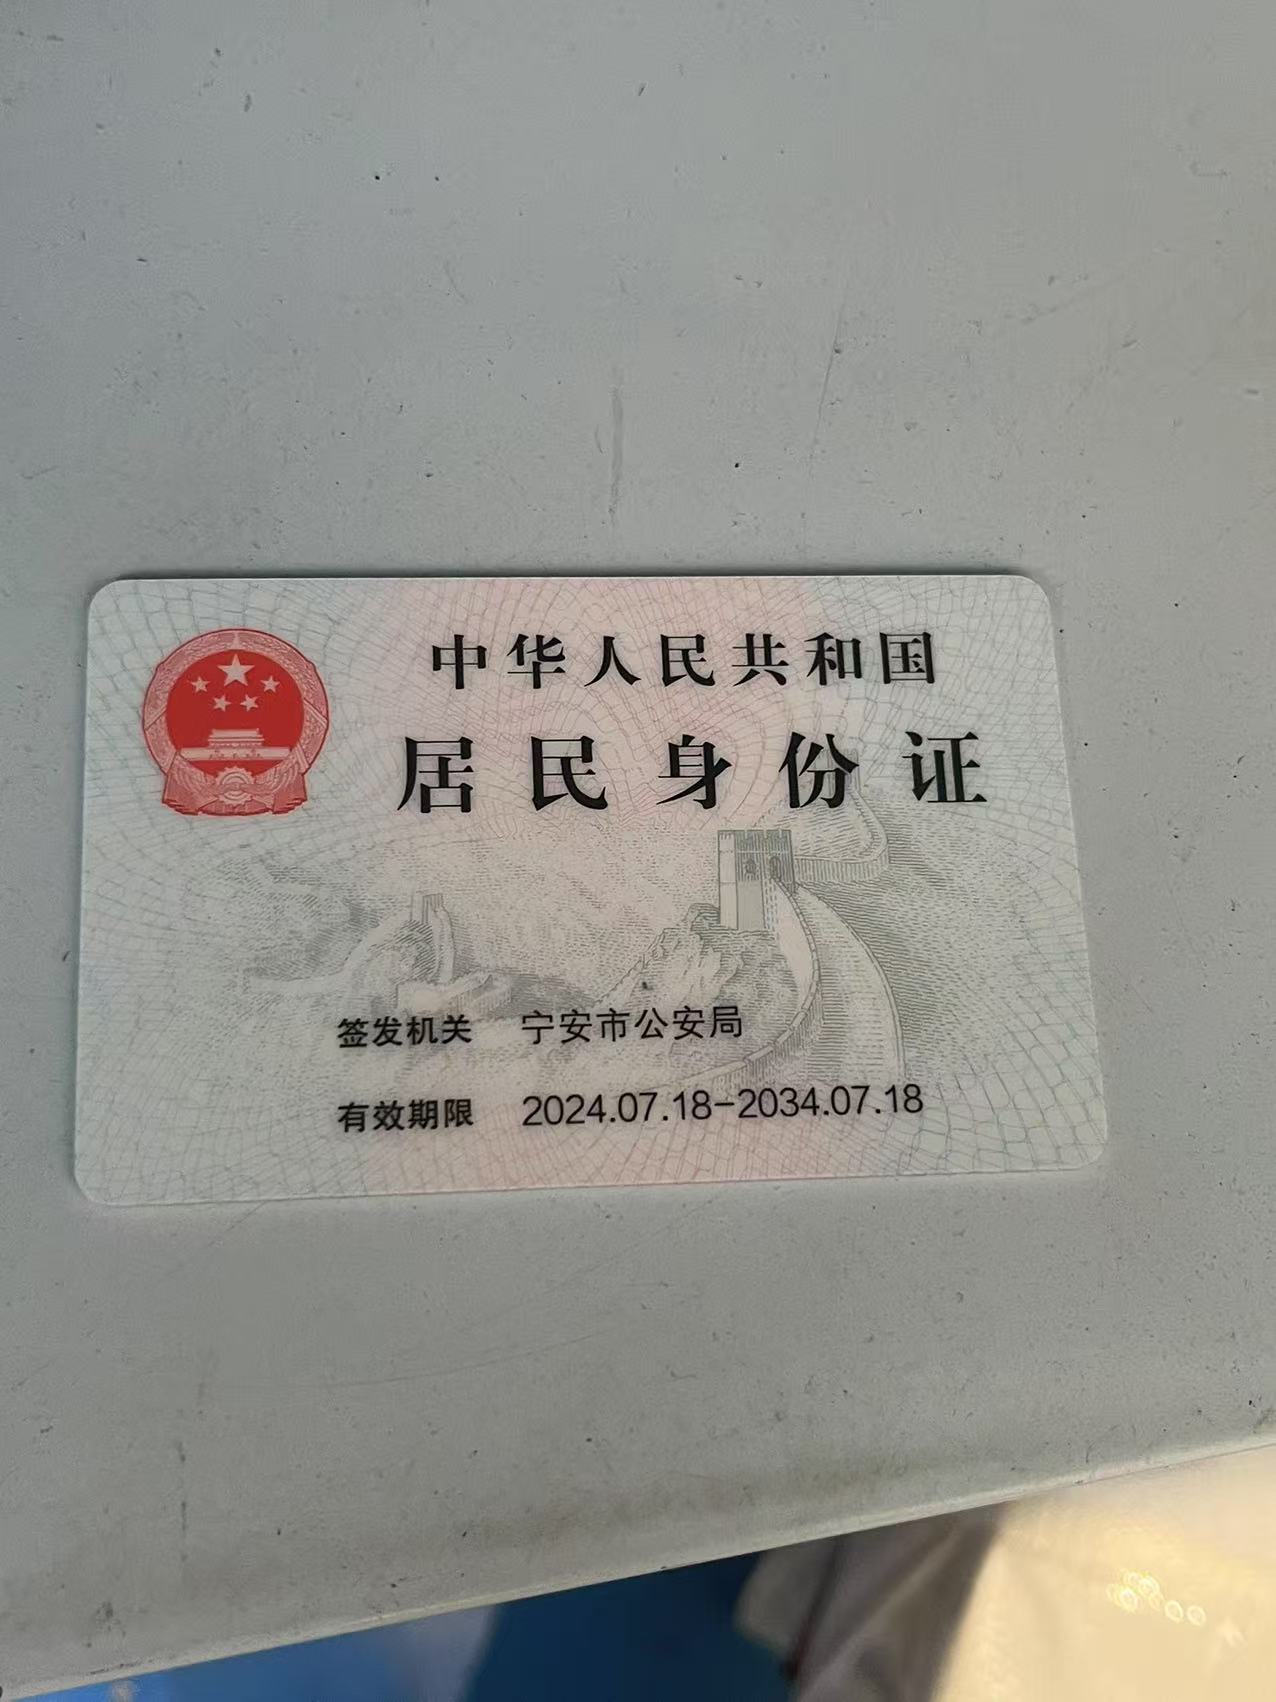 中华人民共和国
居民身份证
签发机关 宁安市公安局
有效期限 2024.07.18-2034.07.18